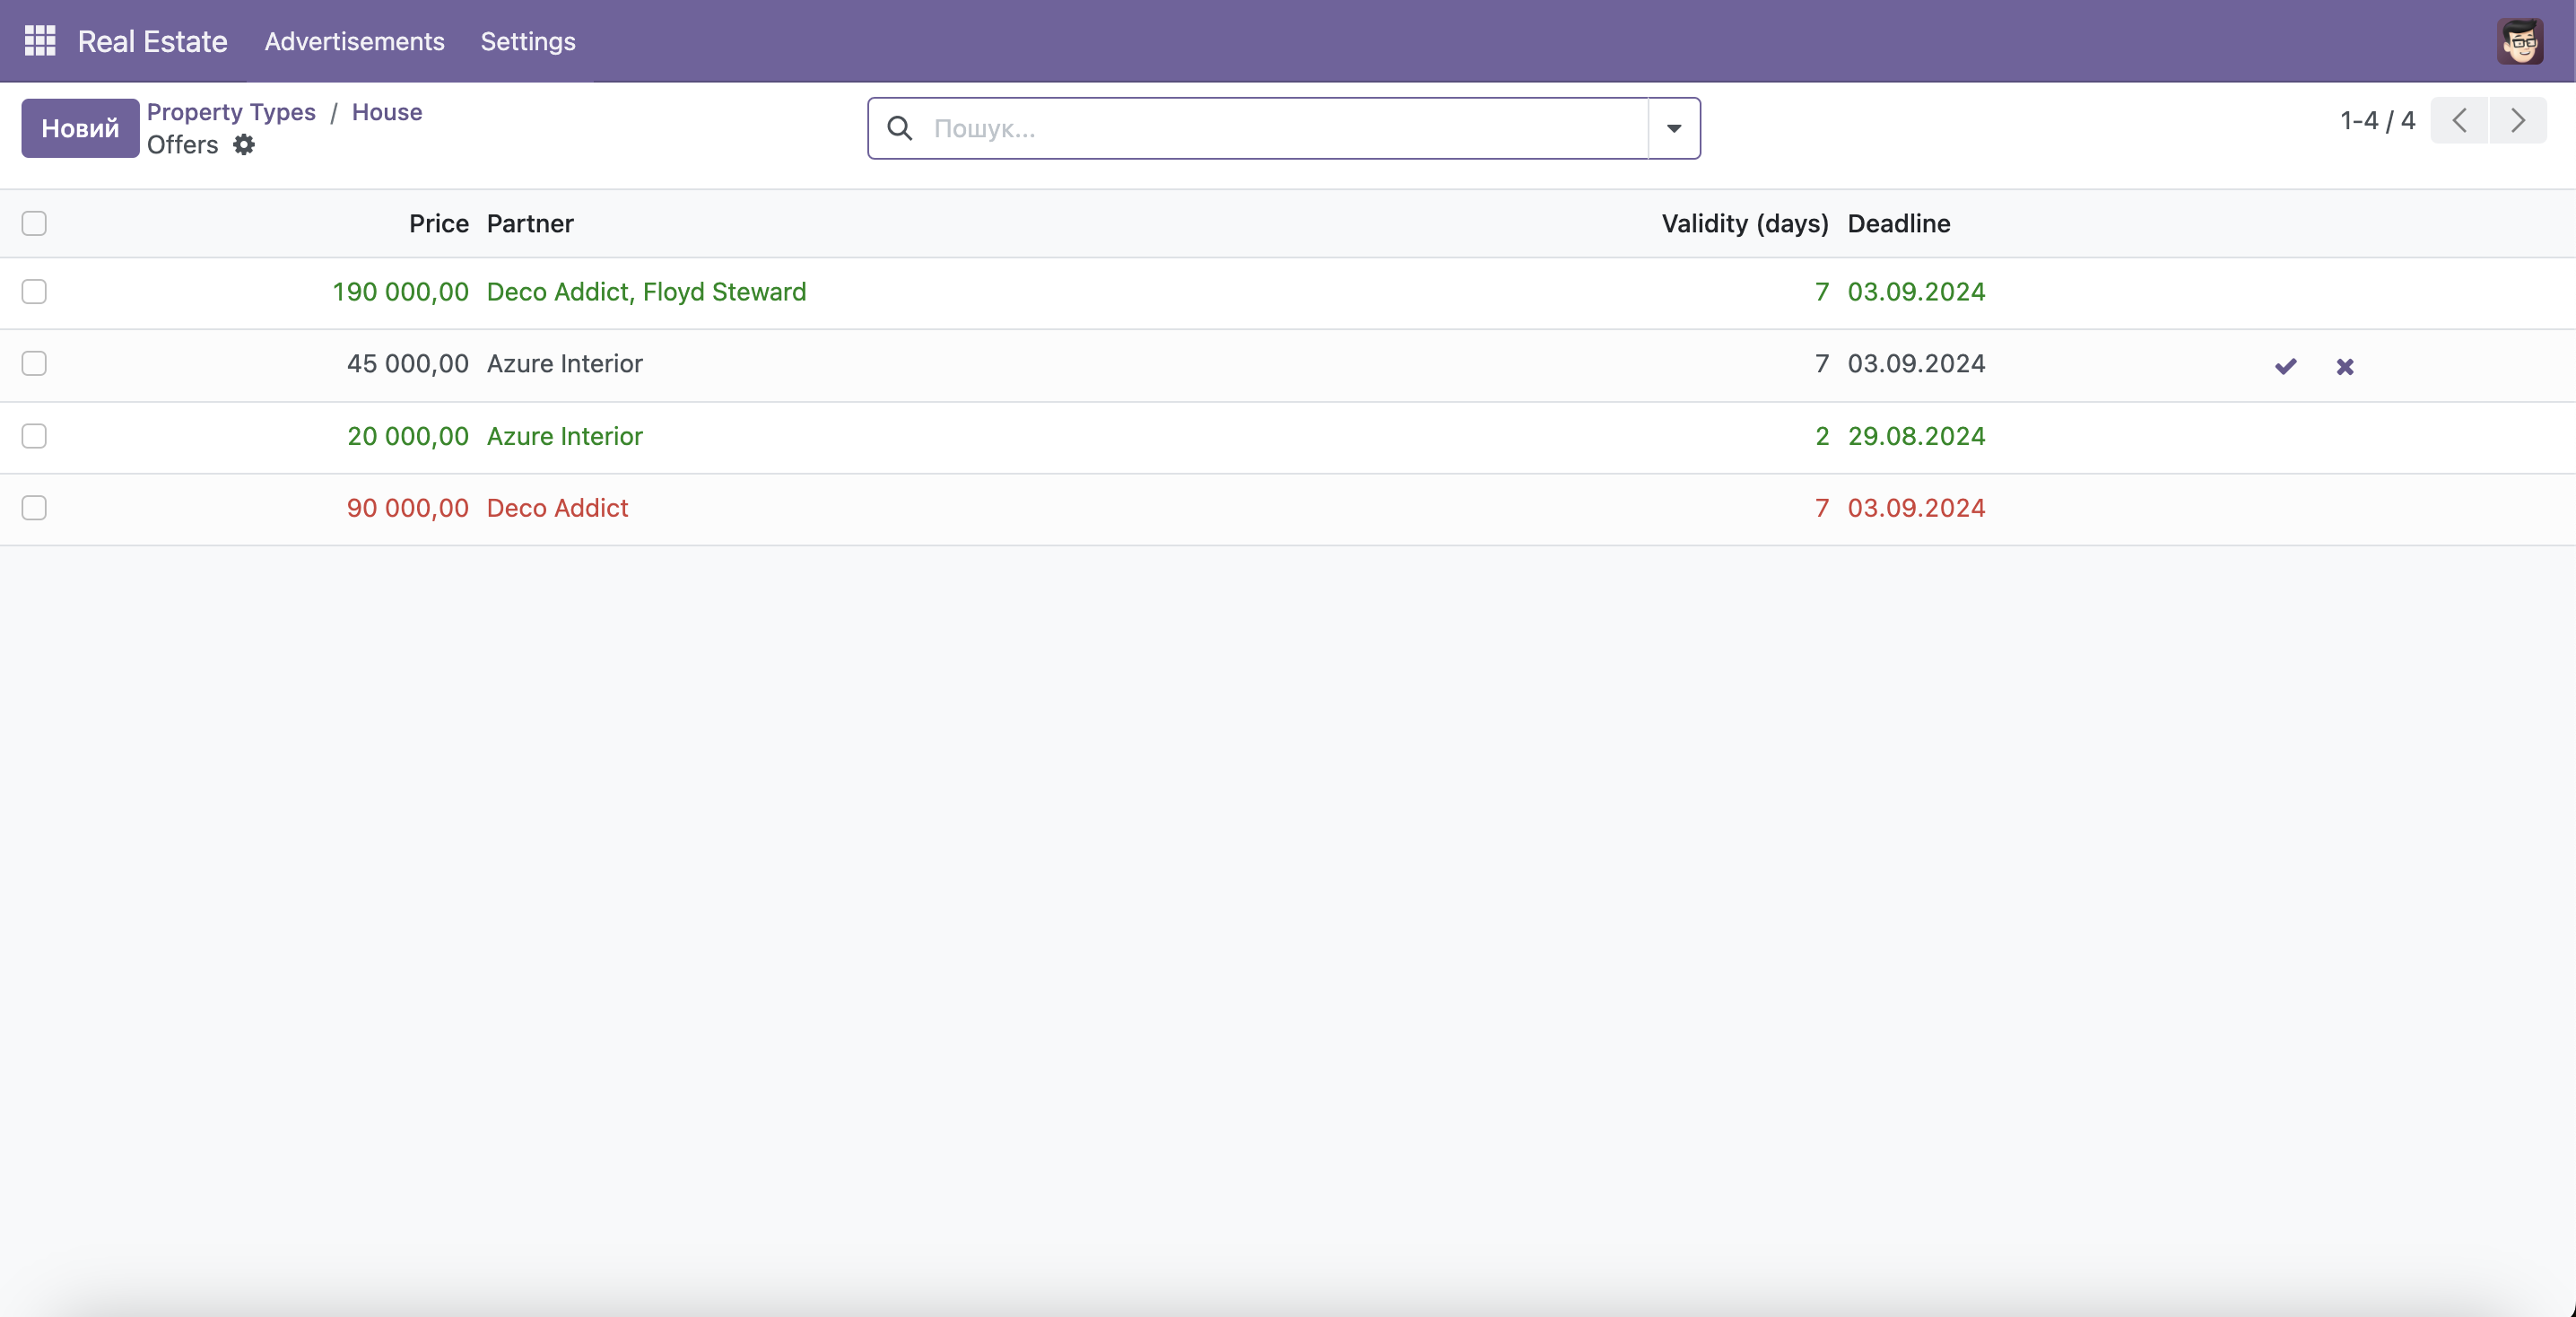 Real Estate Advertisements Settings
Новий Property Types / House
Offers
Пошук...
1-4 / 4
Price Partner Validity (days) Deadline
190 000,00 Deco Addict, Floyd Steward 7 03.09.2024
45 000,00 Azure Interior 7 03.09.2024
20 000,00 Azure Interior 2 29.08.2024
90 000,00 Deco Addict 7 03.09.2024